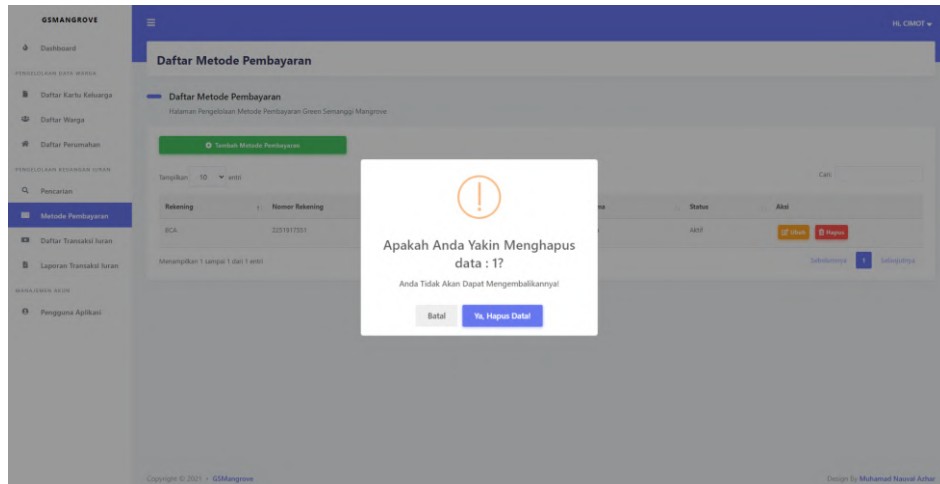 GSMANGROVE
HI, CIMOT
Dashboard
Daftar Metode Pembayaran
PENGELOLAAN DATA WARGA
Daftar Kartu Keluarga
Daftar Metode Pembayaran
Halaman Pengelolaan Metode Pembayaran Green Semanggi Mangrove
Daftar Warga
Daftar Perumahan
Tambah Metode Pembayaran
PENGELOLAAN KEUANGAN IURAN
Tampilkan 10 entri
Cari:
Pencarian
Metode Pembayaran
Rekening Nomor Rekening Status Aksi
BCA AKTIF Ubah Hapus
Daftar Transaksi Iuran
Laporan Transaksi Iuran
Menampilkan 1 sampai 1 dari 1 entri
Sebelumnya 1 Selanjutnya
MANAJEMEN AKUN
Pengguna Aplikasi
Apakah Anda Yakin Menghapus
data : 1?
Anda Tidak Akan Dapat Mengembalikannya!
Batal Ya, Hapus Data!
Copyright © 2021 GSMangrove
Design By Mohamad Nauval Azhar